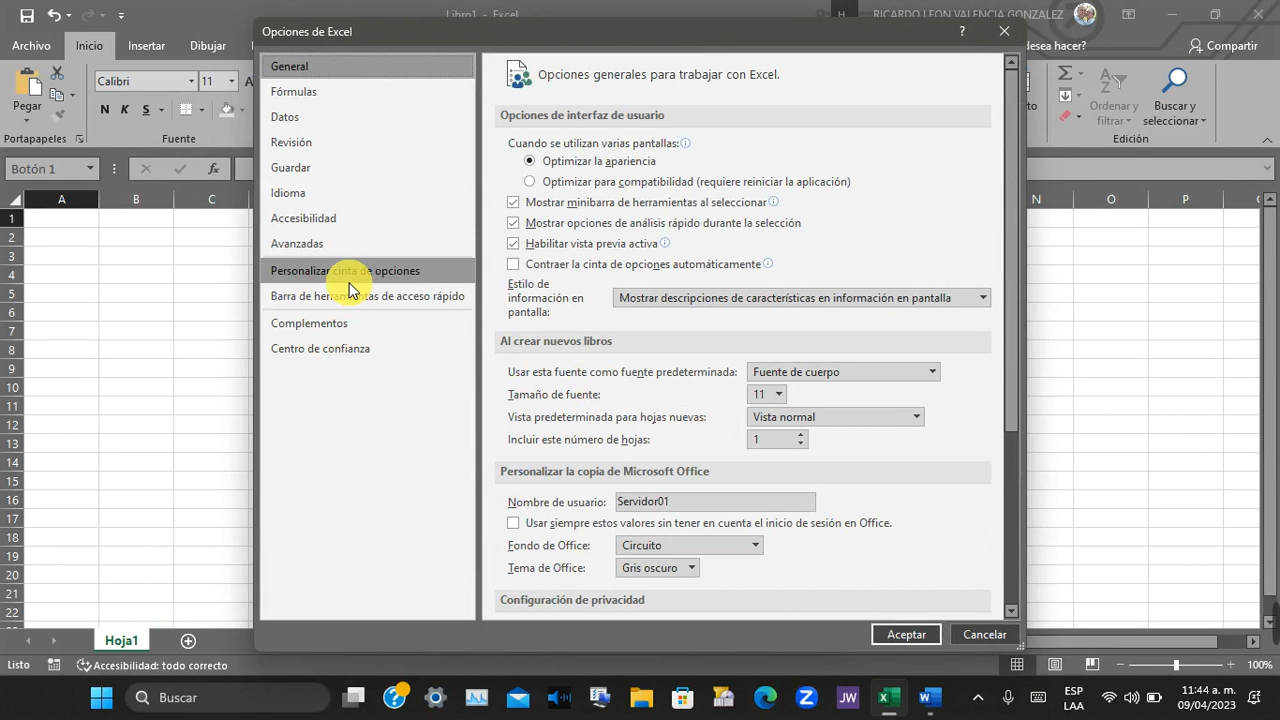 Libro1 - Excel
RICARDO LEON VALENCIA GONZALEZ
Archivo
Inicio
Insertar
Dibujar
desea hacer?
Compartir
Opciones de Excel
Pegar
Calibri
11
N K S
Fuente
Ordenar y
filtrar
Buscar y
seleccionar
Edición
Botón 1
General
Fórmulas
Datos
Revisión
Guardar
Idioma
Accesibilidad
Avanzadas
Personalizar cinta de opciones
Barra de herramientas de acceso rápido
Complementos
Centro de confianza
Opciones generales para trabajar con Excel.
Opciones de interfaz de usuario
Cuando se utilizan varias pantallas:
Optimizar la apariencia
Optimizar para compatibilidad (requiere reiniciar la aplicación)
Mostrar minibarra de herramientas al seleccionar
Mostrar opciones de análisis rápido durante la selección
Habilitar vista previa activa
Contraer la cinta de opciones automáticamente
Estilo de
información en
pantalla:
Mostrar descripciones de características en información en pantalla
Al crear nuevos libros
Usar esta fuente como fuente predeterminada: Fuente de cuerpo
Tamaño de fuente: 11
Vista predeterminada para hojas nuevas: Vista normal
Incluir este número de hojas: 1
Personalizar la copia de Microsoft Office
Nombre de usuario: Servidor01
Usar siempre estos valores sin tener en cuenta el inicio de sesión en Office.
Fondo de Office: Circuito
Tema de Office: Gris oscuro
Configuración de privacidad
Aceptar
Cancelar
A B C N O P
1
2
3
4
5
6
7
8
9
10
11
12
13
14
15
16
17
18
19
20
21
22
Hoja1
Listo
Accesibilidad: todo correcto
100%
Buscar
ESP
LAA
11:44 a. m.
09/04/2023